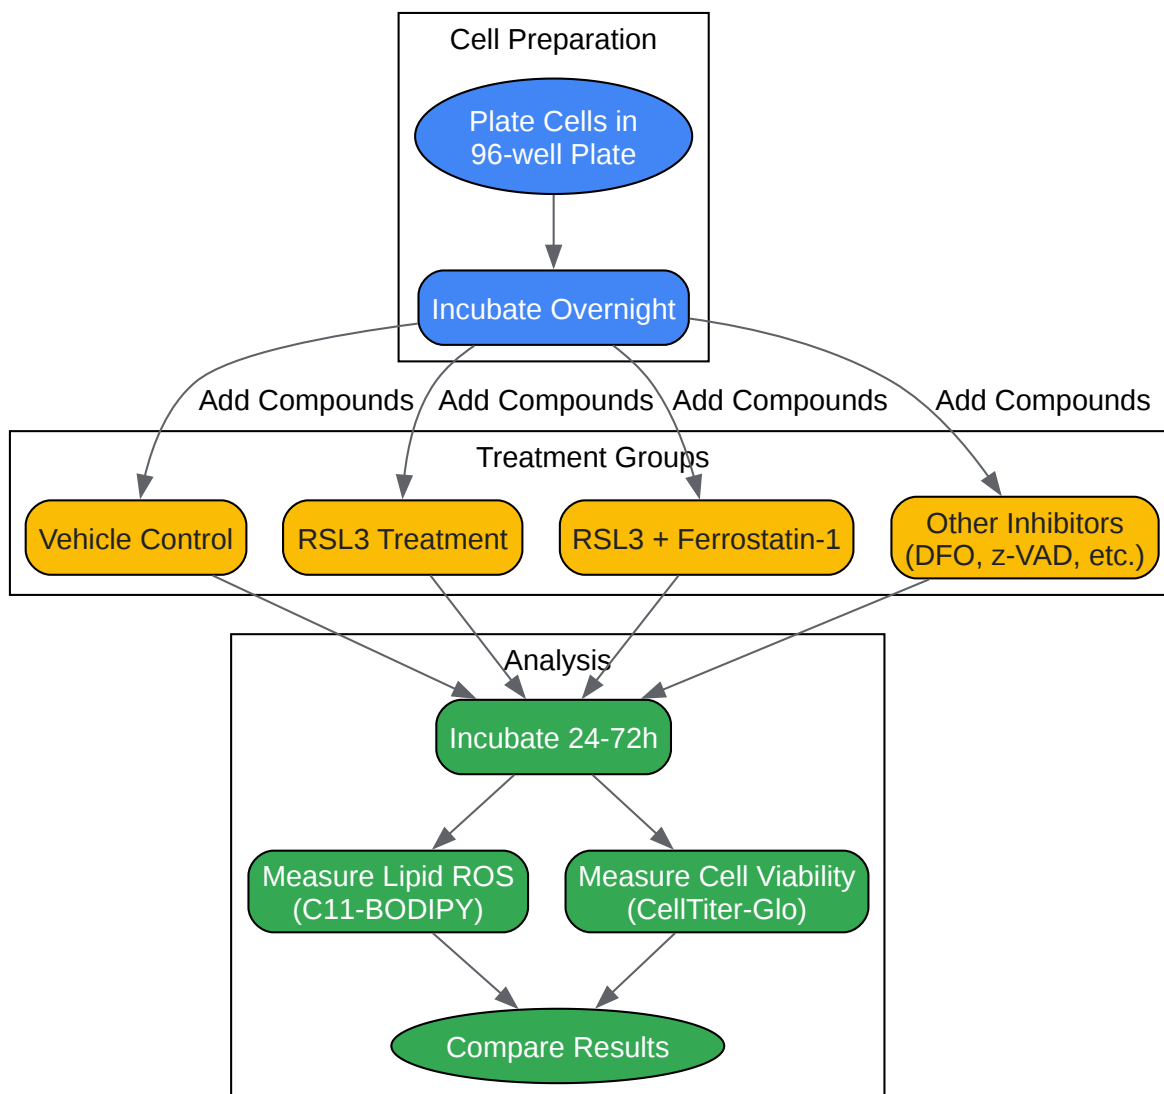 Cell Preparation
Plate Cells in
96-well Plate
Incubate Overnight
Add Compounds
Add Compounds
Add Compounds
Add Compounds
Treatment Groups
Vehicle Control
RSL3 Treatment
RSL3 + Ferrostatin-1
Other Inhibitors
(DFO, z-VAD, etc.)
Analysis
Incubate 24-72h
Measure Lipid ROS
(C11-BODIPY)
Measure Cell Viability
(CellTiter-Glo)
Compare Results